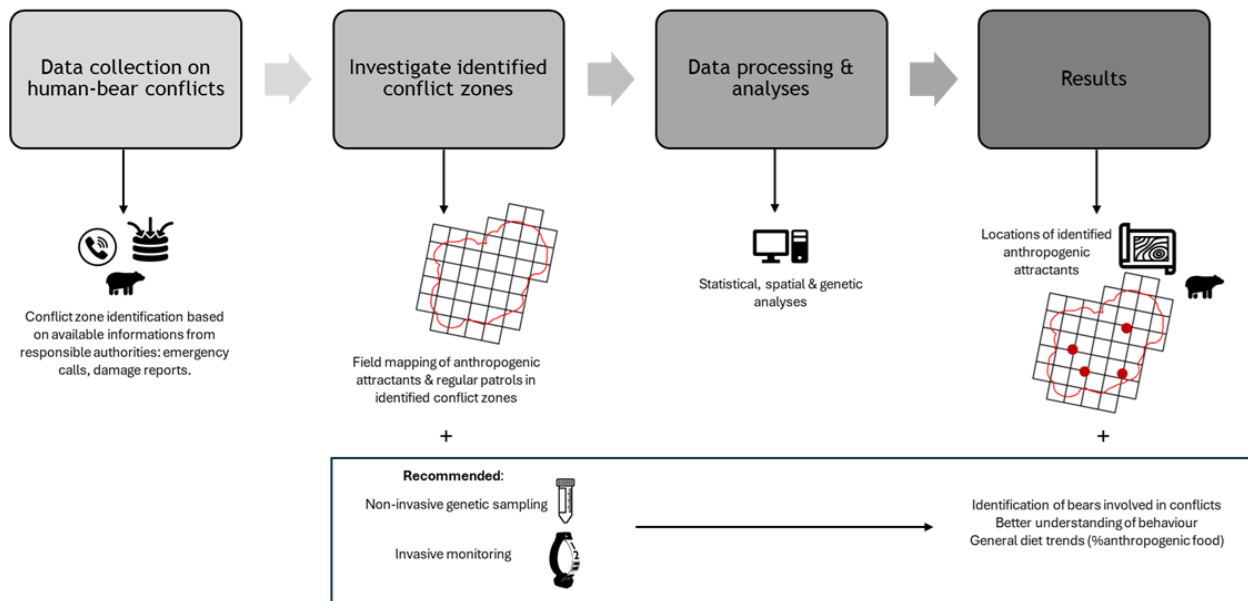 Data collection on
human-bear conflicts
Investigate identified
conflict zones
Data processing &
analyses
Results
Conflict zone identification based
on available informations from
responsible authorities: emergency
calls, damage reports.
Field mapping of anthropogenic
attractants & regular patrols in
identified conflict zones
Statistical, spatial & genetic
analyses
Locations of identified
anthropogenic
attractants
+
+
Recommended:
Non-invasive genetic sampling
Invasive monitoring
Identification of bears involved in conflicts
Better understanding of behaviour
General diet trends (%anthropogenic food)